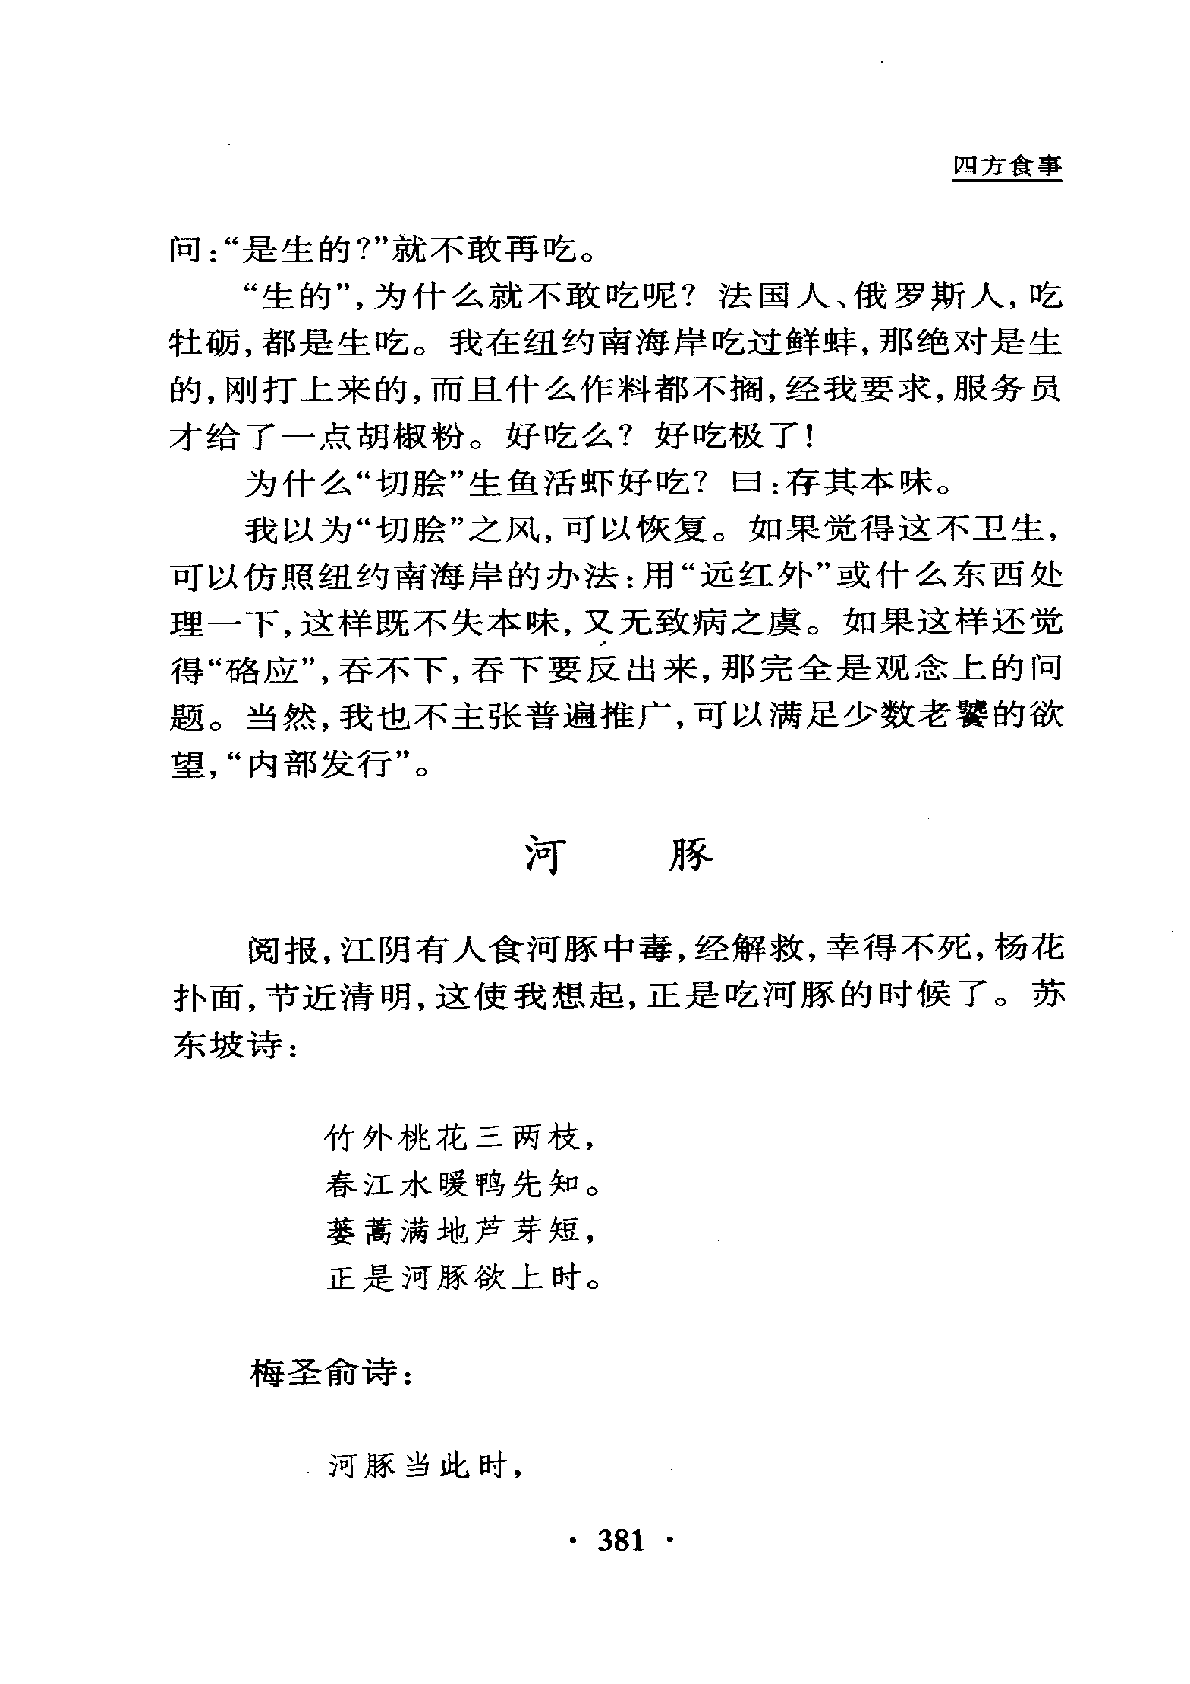 四方食事
问:“是生的?”就不敢再吃。
“生的”,为什么就不敢吃呢? 法国人、俄罗斯人,吃
牡砺,都是生吃。我在纽约南海岸吃过鲜蚌,那绝对是生
的,刚打上来的,而且什么作料都不搁,经我要求,服务员
才给了一点胡椒粉。好吃么? 好吃极了!
为什么“切脍”生鱼活虾好吃? 曰:存其本味。
我以为“切脍”之风,可以恢复。如果觉得这不卫生,
可以仿照纽约南海岸的办法:用“远红外”或什么东西处
理一下,这样既不失本味,又无致病之虞。如果这样还觉
得“硌应”,吞不下,吞下要反出来,那完全是观念上的问
题。当然,我也不主张普遍推广,可以满足少数老饕的欲
望,“内部发行”。
河 豚
阅报,江阴有人食河豚中毒,经解救,幸得不死,杨花
扑面,节近清明,这使我想起,正是吃河豚的时候了。苏
东坡诗:
竹外桃花三两枝,
春江水暖鸭先知。
蒌蒿满地芦芽短,
正是河豚欲上时。
梅圣俞诗:
河豚当此时,
· 381 ·